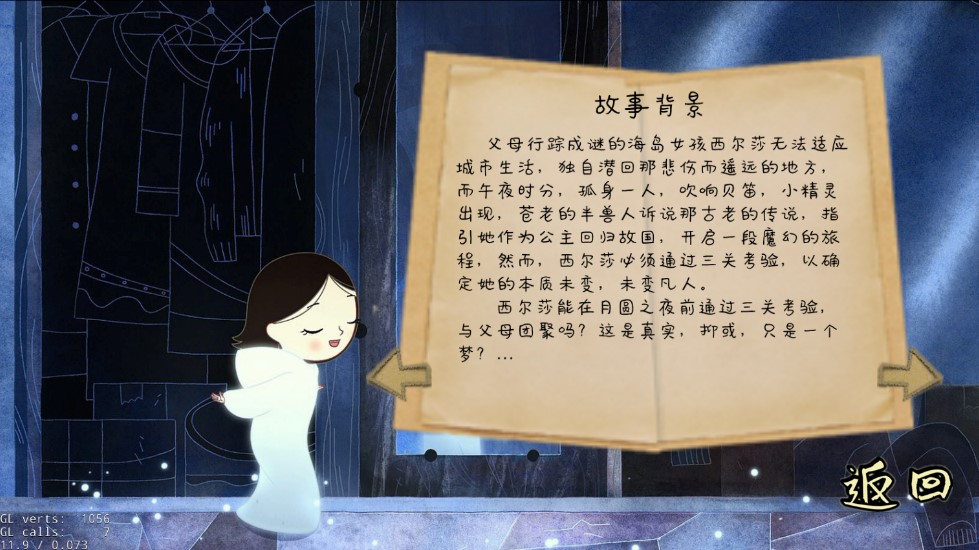 故事背景
父母行踪成谜的海岛女孩西尔莎无法适应
城市生活，独自潜回那悲伤而遥远的地方，
而午夜时分，孤身一人，吹响贝笛，小精灵
出现，苍老的半兽人诉说那古老的传说，指
引她作为公主回归故国，开启一段魔幻的旅
程，然而，西尔莎必须通过三关考验，以确
定她的本质未变，未变凡人。
西尔莎能在月圆之夜前通过三关考验，
与父母团聚吗？这是真实，抑或，只是一个
梦？...
返回
GL verts: 1056
GL calls: 7
11.9 / 0.073